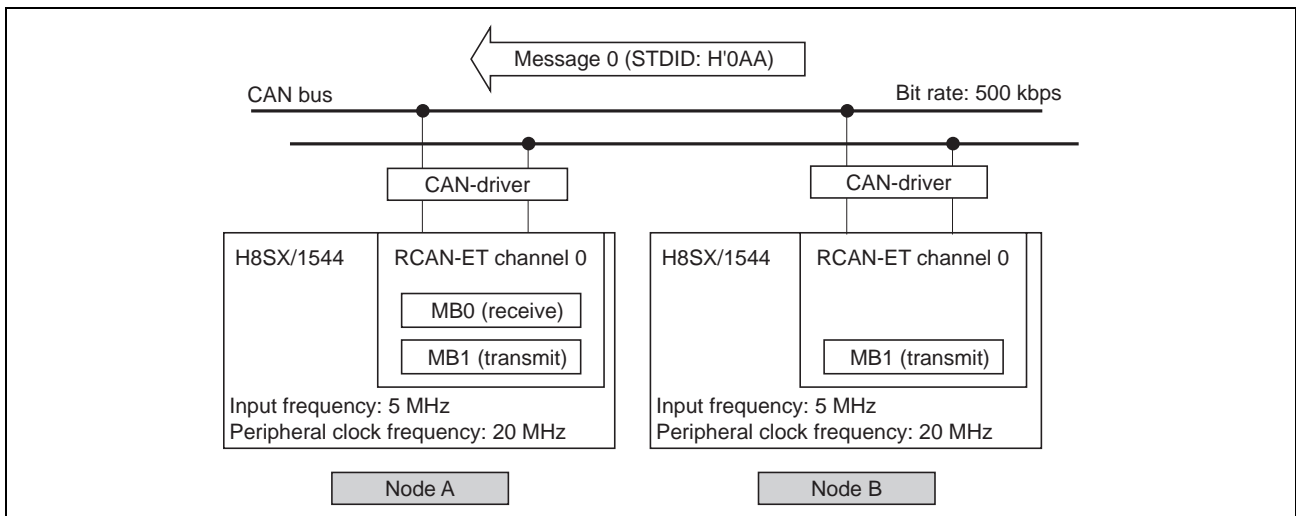 Message 0 (STDID: H'0AA)
CAN bus
Bit rate: 500 kbps
CAN-driver
CAN-driver
H8SX/1544
RCAN-ET channel 0
MB0 (receive)
MB1 (transmit)
Input frequency: 5 MHz
Peripheral clock frequency: 20 MHz
H8SX/1544
RCAN-ET channel 0
MB1 (transmit)
Input frequency: 5 MHz
Peripheral clock frequency: 20 MHz
Node A
Node B